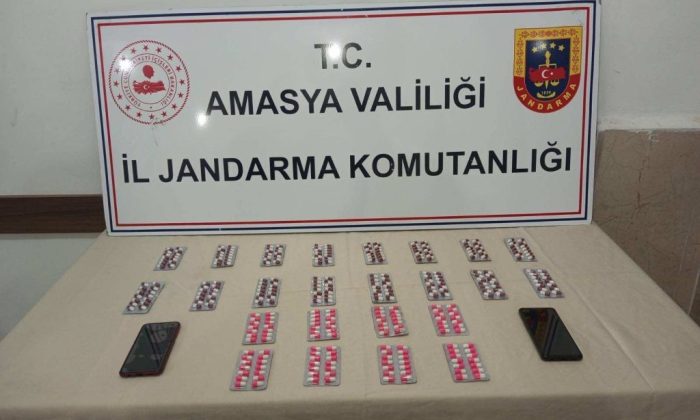 T.C.
AMASYA VALİLİĞİ
İL JANDARMA KOMUTANLIĞI
JANDARMA